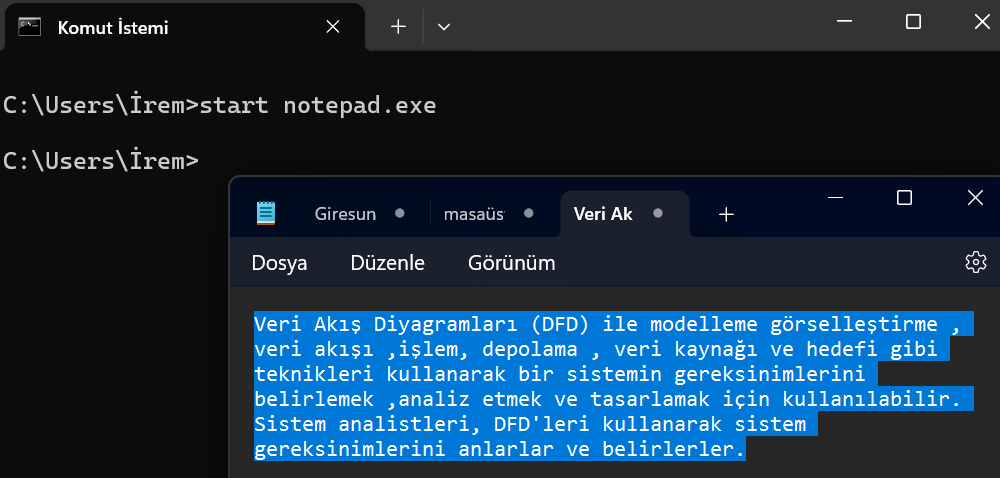 Komut İstemi
C:\Users\İrem>start notepad.exe
C:\Users\İrem>
Giresun
masaüs
Veri Ak
Dosya Düzenle Görünüm
Veri Akış Diyagramları (DFD) ile modelleme görselleştirme ,
veri akışı ,işlem, depolama , veri kaynağı ve hedefi gibi
teknikleri kullanarak bir sistemin gereksinimlerini
belirlemek ,analiz etmek ve tasarlamak için kullanılabilir.
Sistem analistleri, DFD'leri kullanarak sistem
gereksinimlerini anlarlar ve belirlerler.